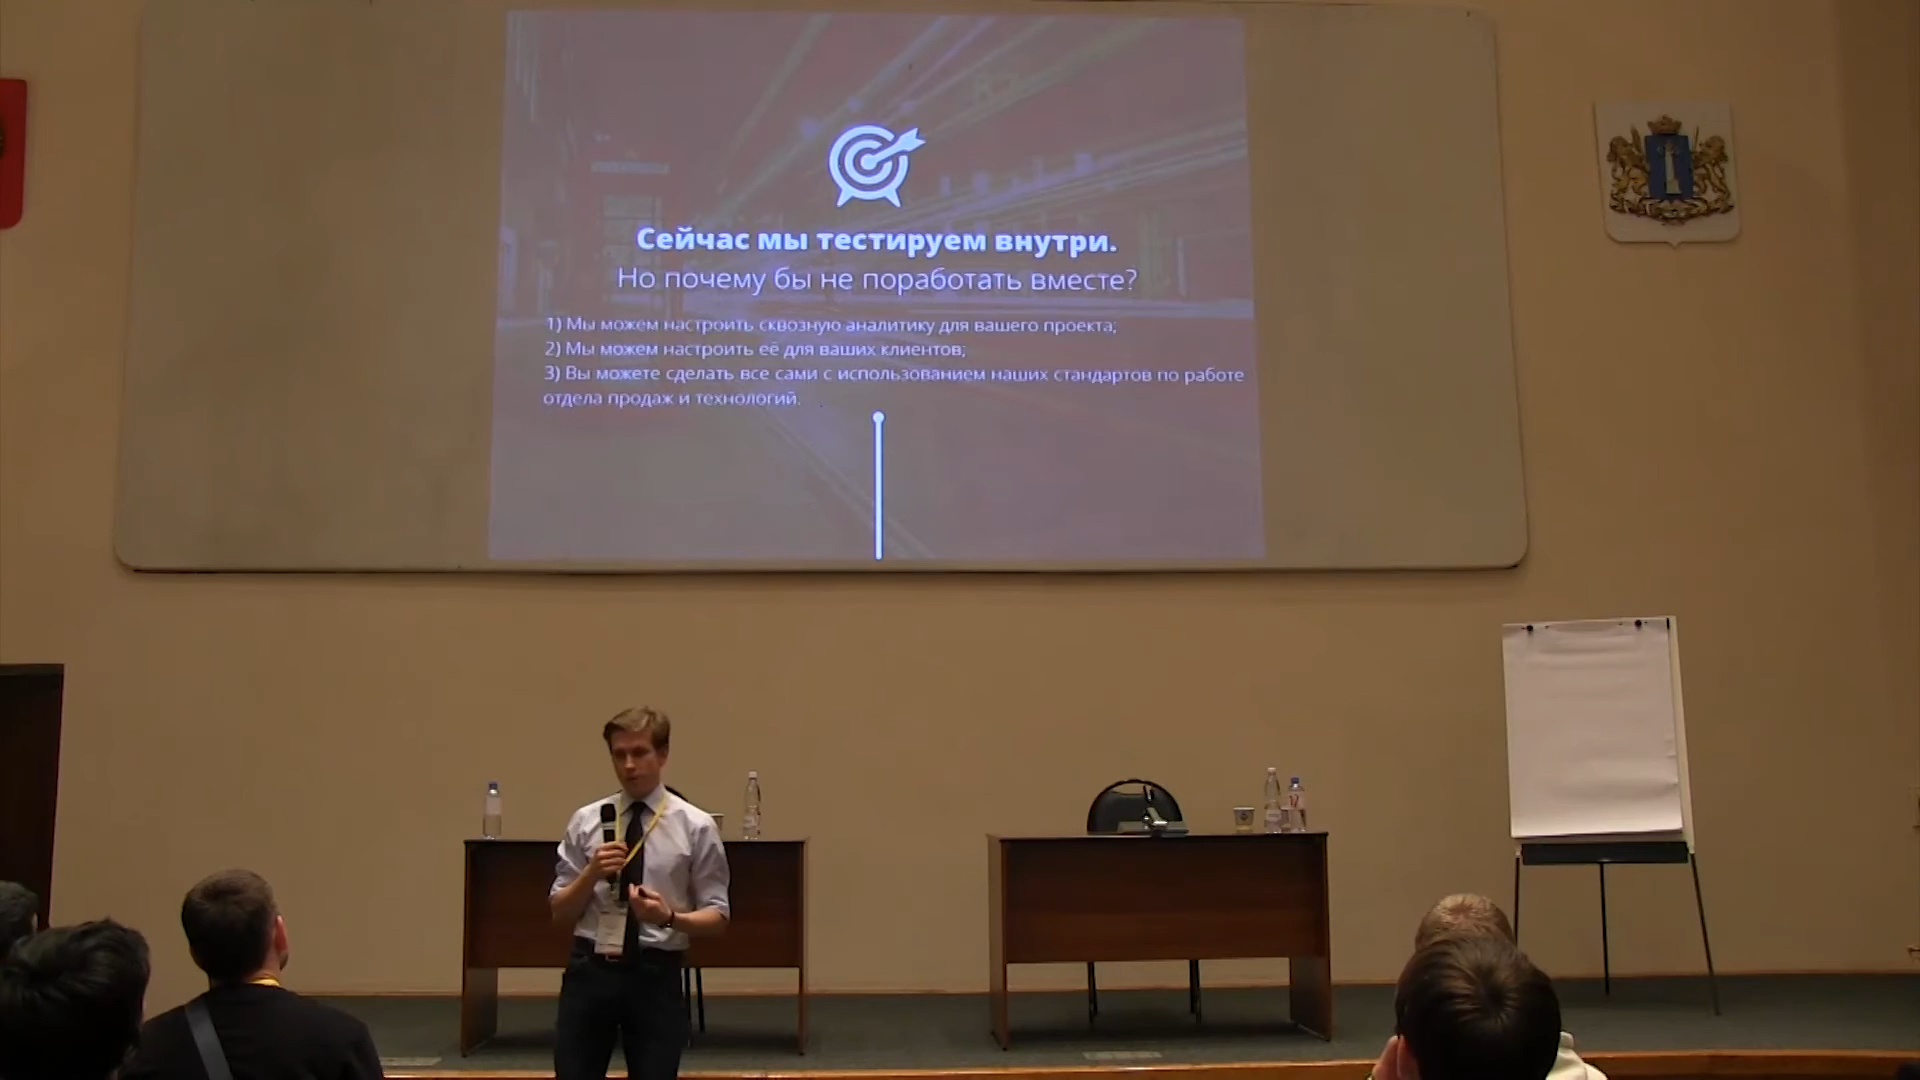 Сейчас мы тестируем внутри.
Но почему бы не поработать вместе?
1) Мы можем настроить сквозную аналитику для вашего проекта;
2) Мы можем настроить её для ваших клиентов;
3) Вы можете сделать все сами с использованием наших стандартов по работе
отдела продаж и технологий.